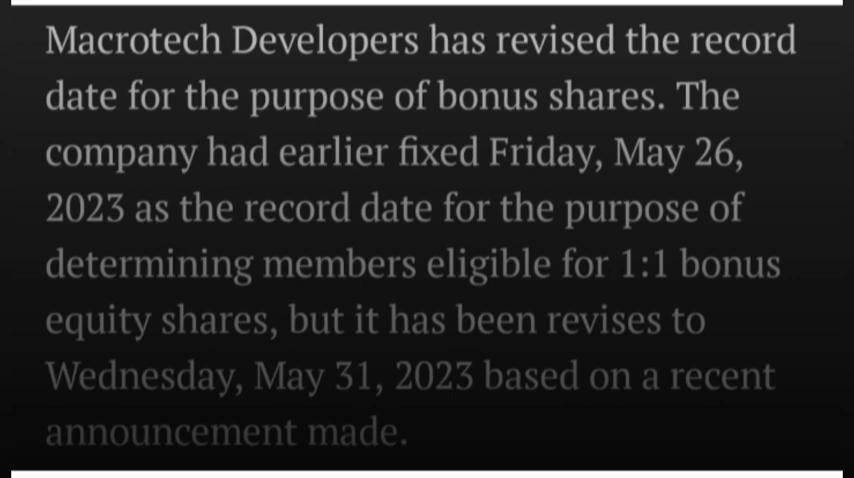 Macrotech Developers has revised the record
date for the purpose of bonus shares. The
company had earlier fixed Friday, May 26,
2023 as the record date for the purpose of
determining members eligible for 1:1 bonus
equity shares, but it has been revises to
Wednesday, May 31, 2023 based on a recent
announcement made.